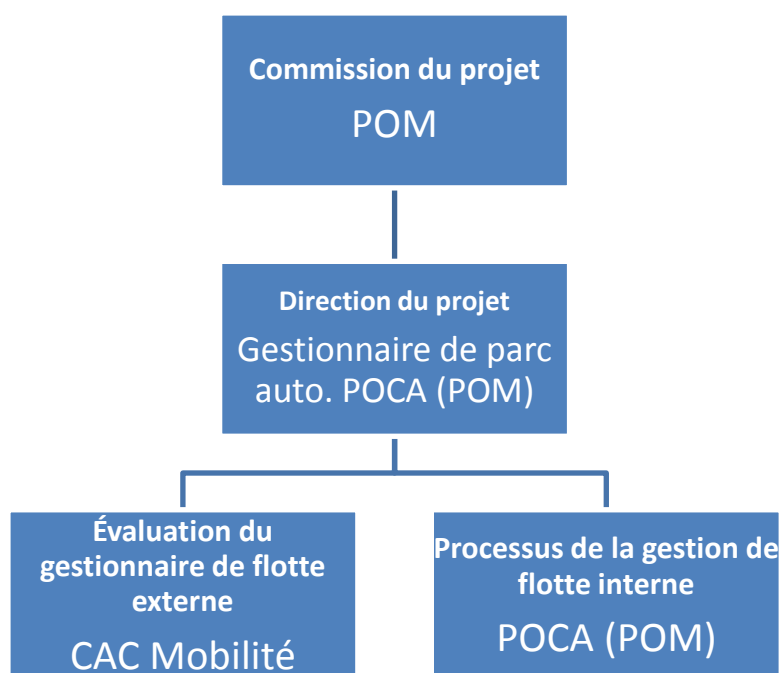 Commission du projet
POM
Direction du projet
Gestionnaire de parc
auto. POCA (POM)
Évaluation du
gestionnaire de flotte
externe
CAC Mobilité
Processus de la gestion de
flotte interne
POCA (POM)